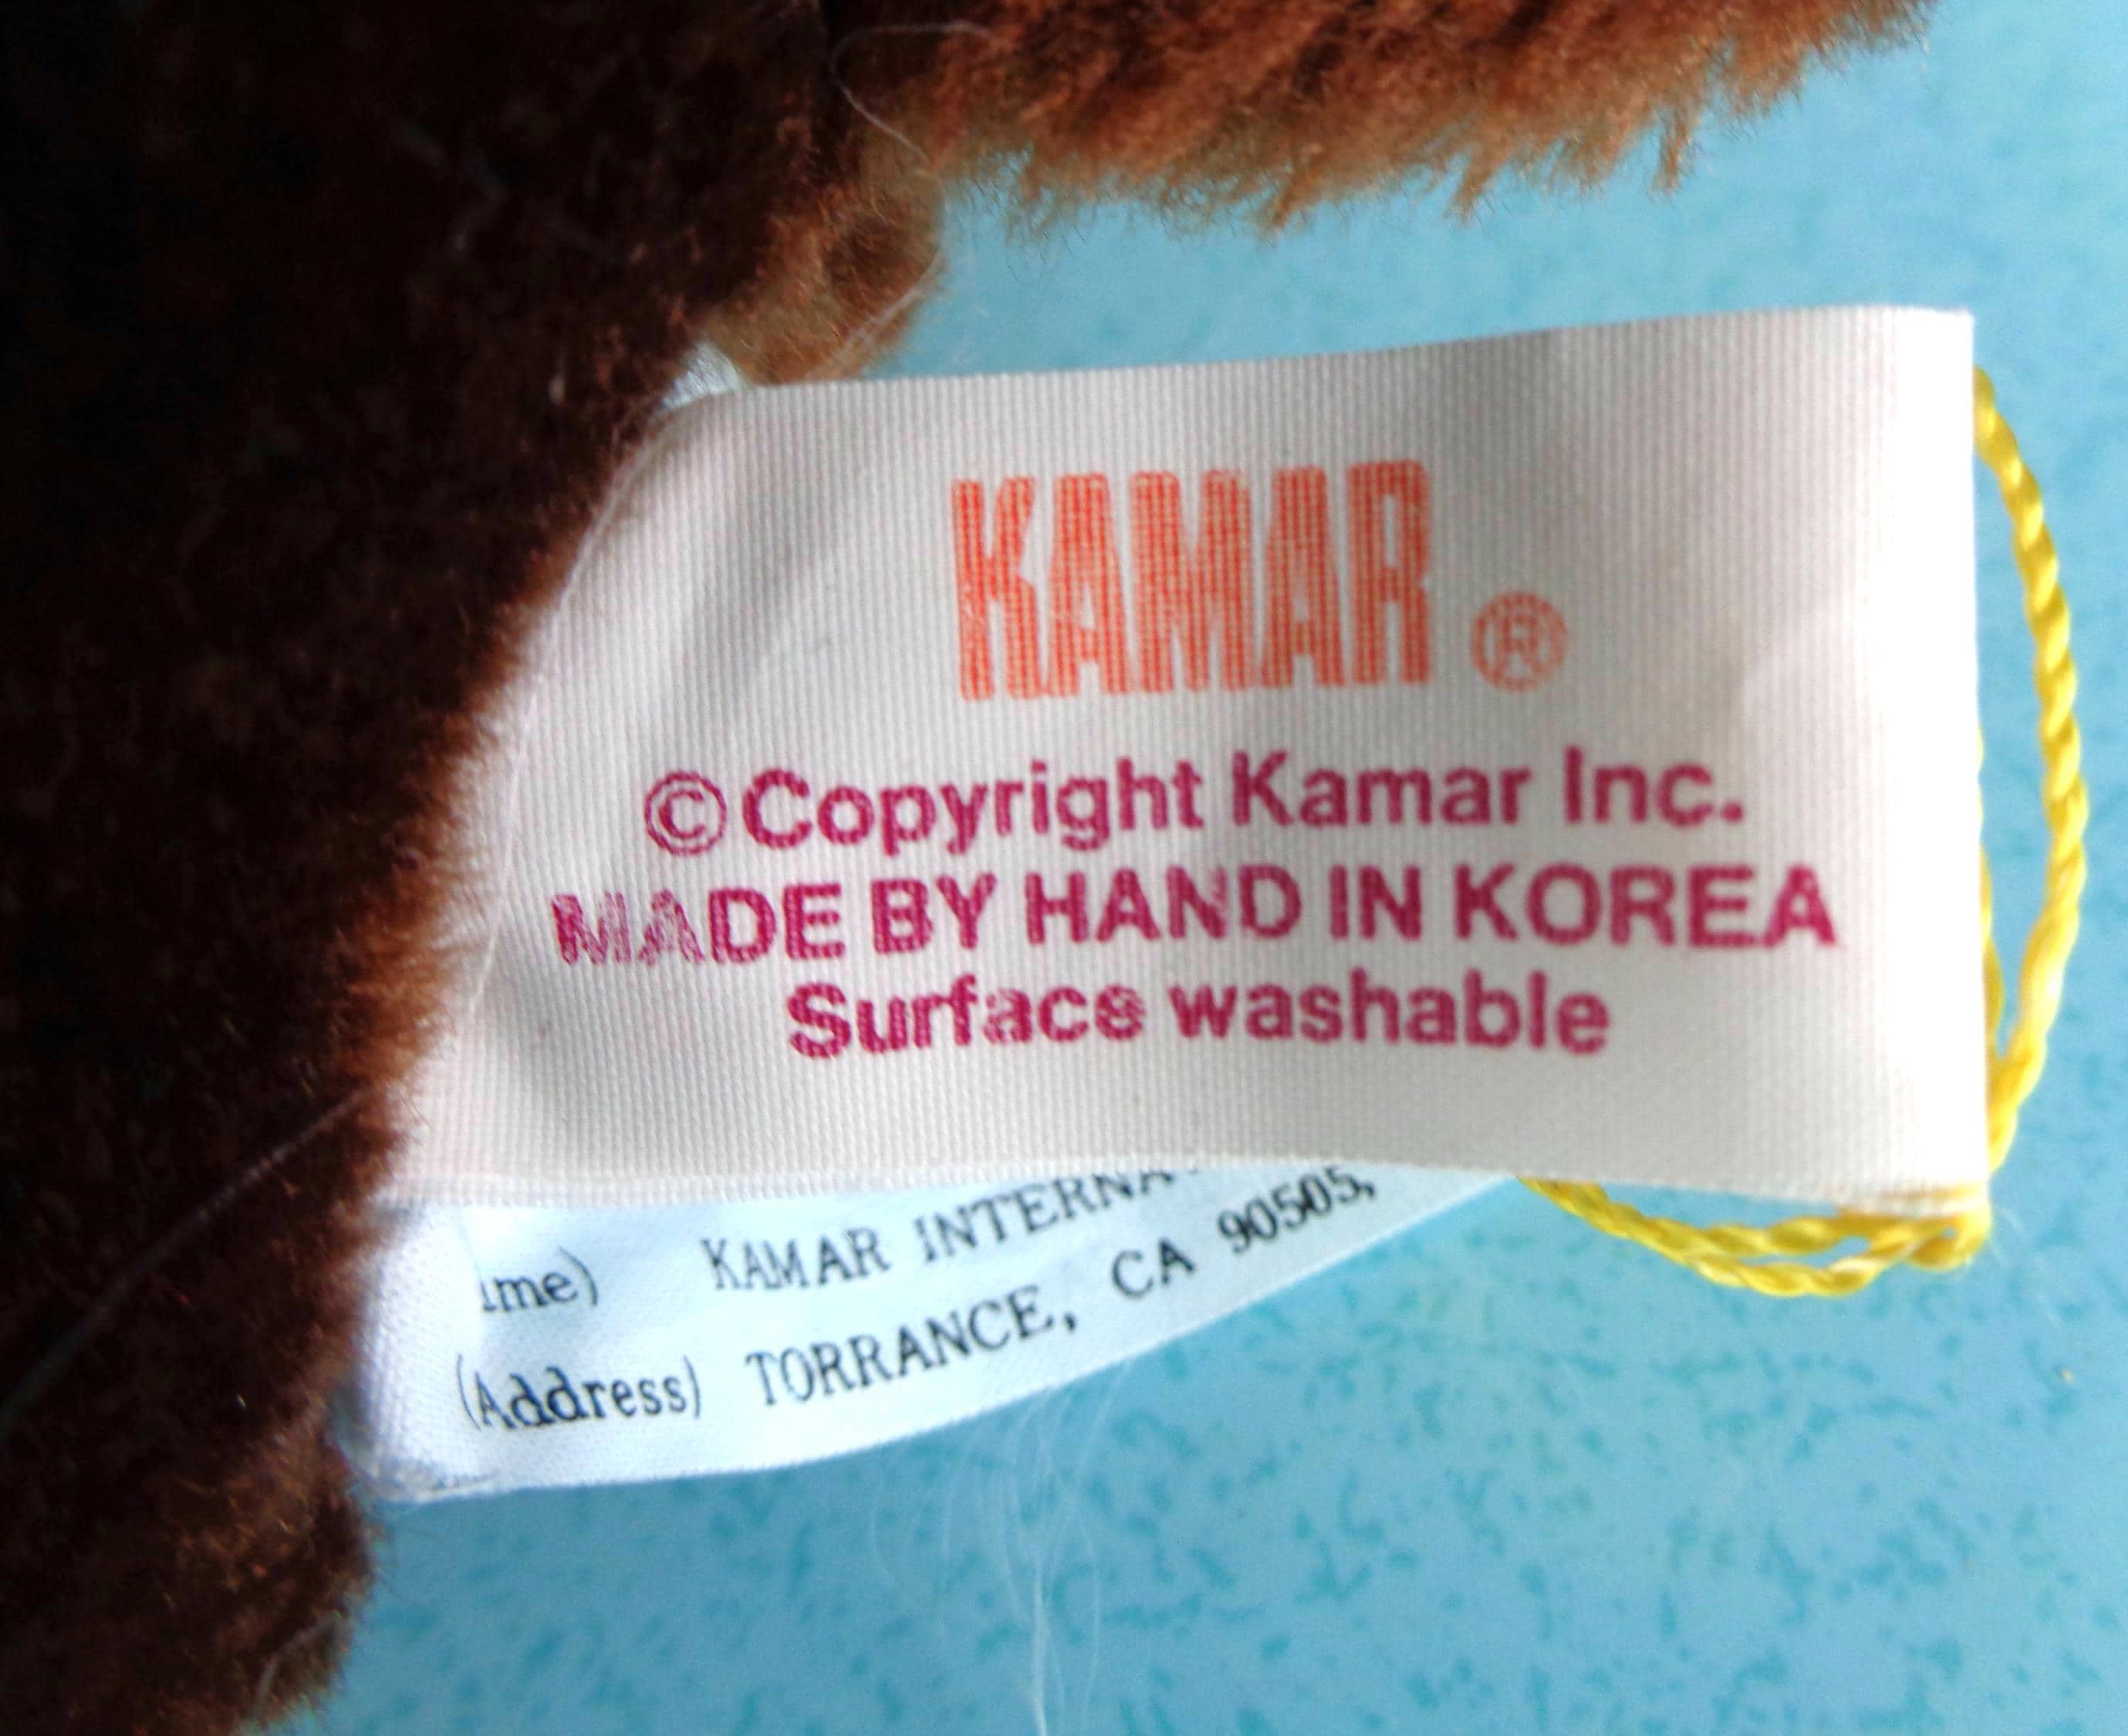 KAMAR ®
© Copyright Kamar Inc.
MADE BY HAND IN KOREA
Surface washable
KAMAR
(Address) TORRANCE, CA 90505,